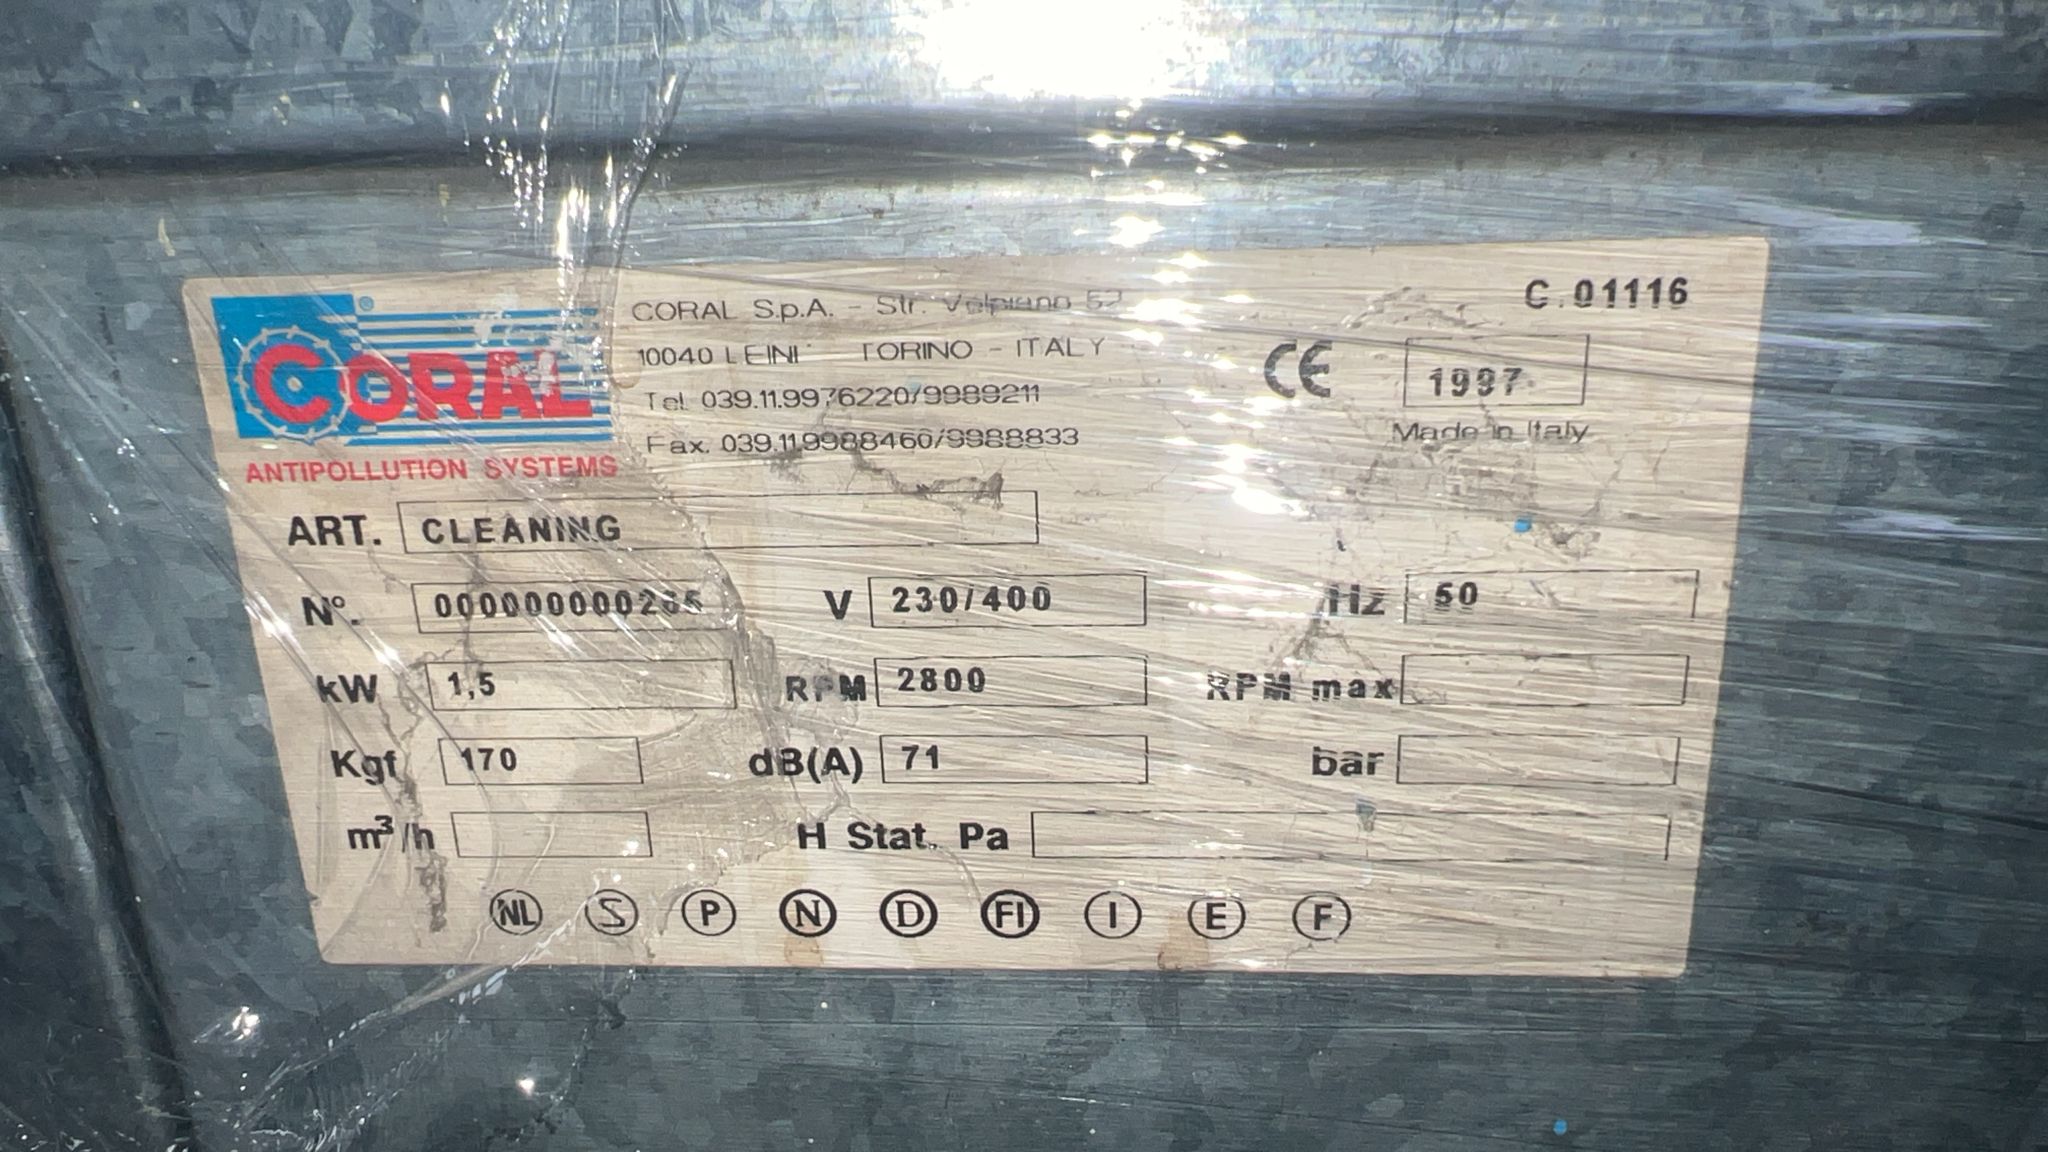 CORAL
ANTIPOLLUTION SYSTEMS
CORAL S.p.A. - Str. Volpiano 52
10040 LEINI' TORINO - ITALY
Tel. 039.11.9976220/9989211
Fax. 039.11.9988460/9988833
C.01116
CE 1997
Made in Italy
ART. CLEANING
N°.
V 230/400
Hz 50
kW 1,5
RPM 2800
RPM max
Kgf 170
dB(A) 71
bar
m³/h
H Stat. Pa
NL S P N D FI I E F